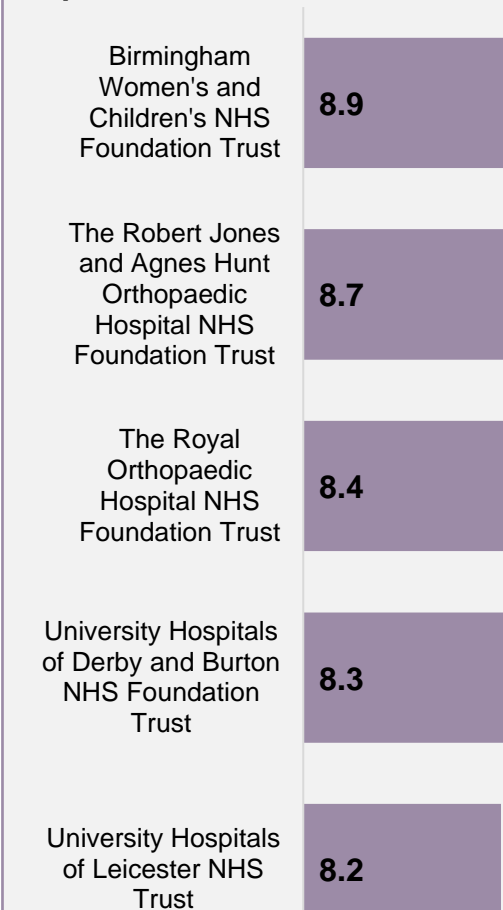 Birmingham
Women's and
Children's NHS
Foundation Trust
8.9
The Robert Jones
and Agnes Hunt
Orthopaedic
Hospital NHS
Foundation Trust
8.7
The Royal
Orthopaedic
Hospital NHS
Foundation Trust
8.4
University Hospitals
of Derby and Burton
NHS Foundation
Trust
8.3
University Hospitals
of Leicester NHS
Trust
8.2